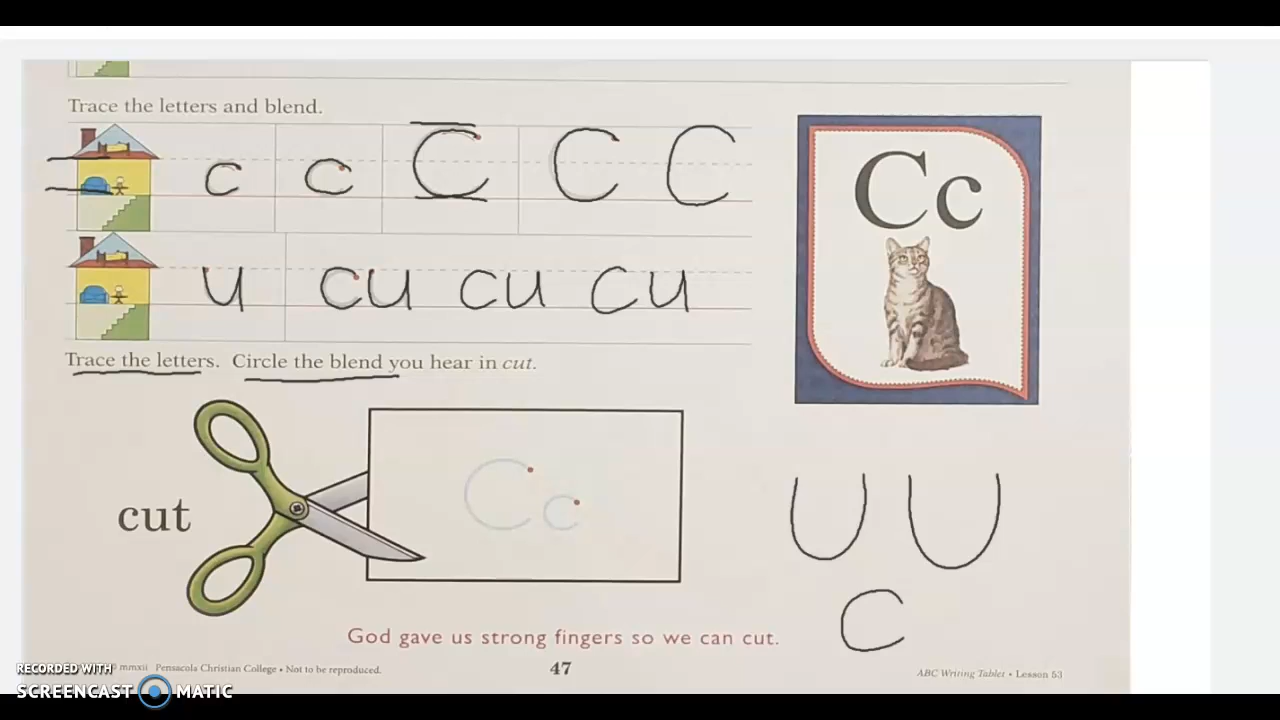 Trace the letters and blend.
c c C C C
u cu cu cu
Cc
Trace the letters. Circle the blend you hear in cut.
cut
Cc
U U
C
God gave us strong fingers so we can cut.
mmxii Pensacola Christian College • Not to be reproduced.
47
ABC Writing Tablet • Lesson 53
RECORDED WITH
SCREENCAST MATIC